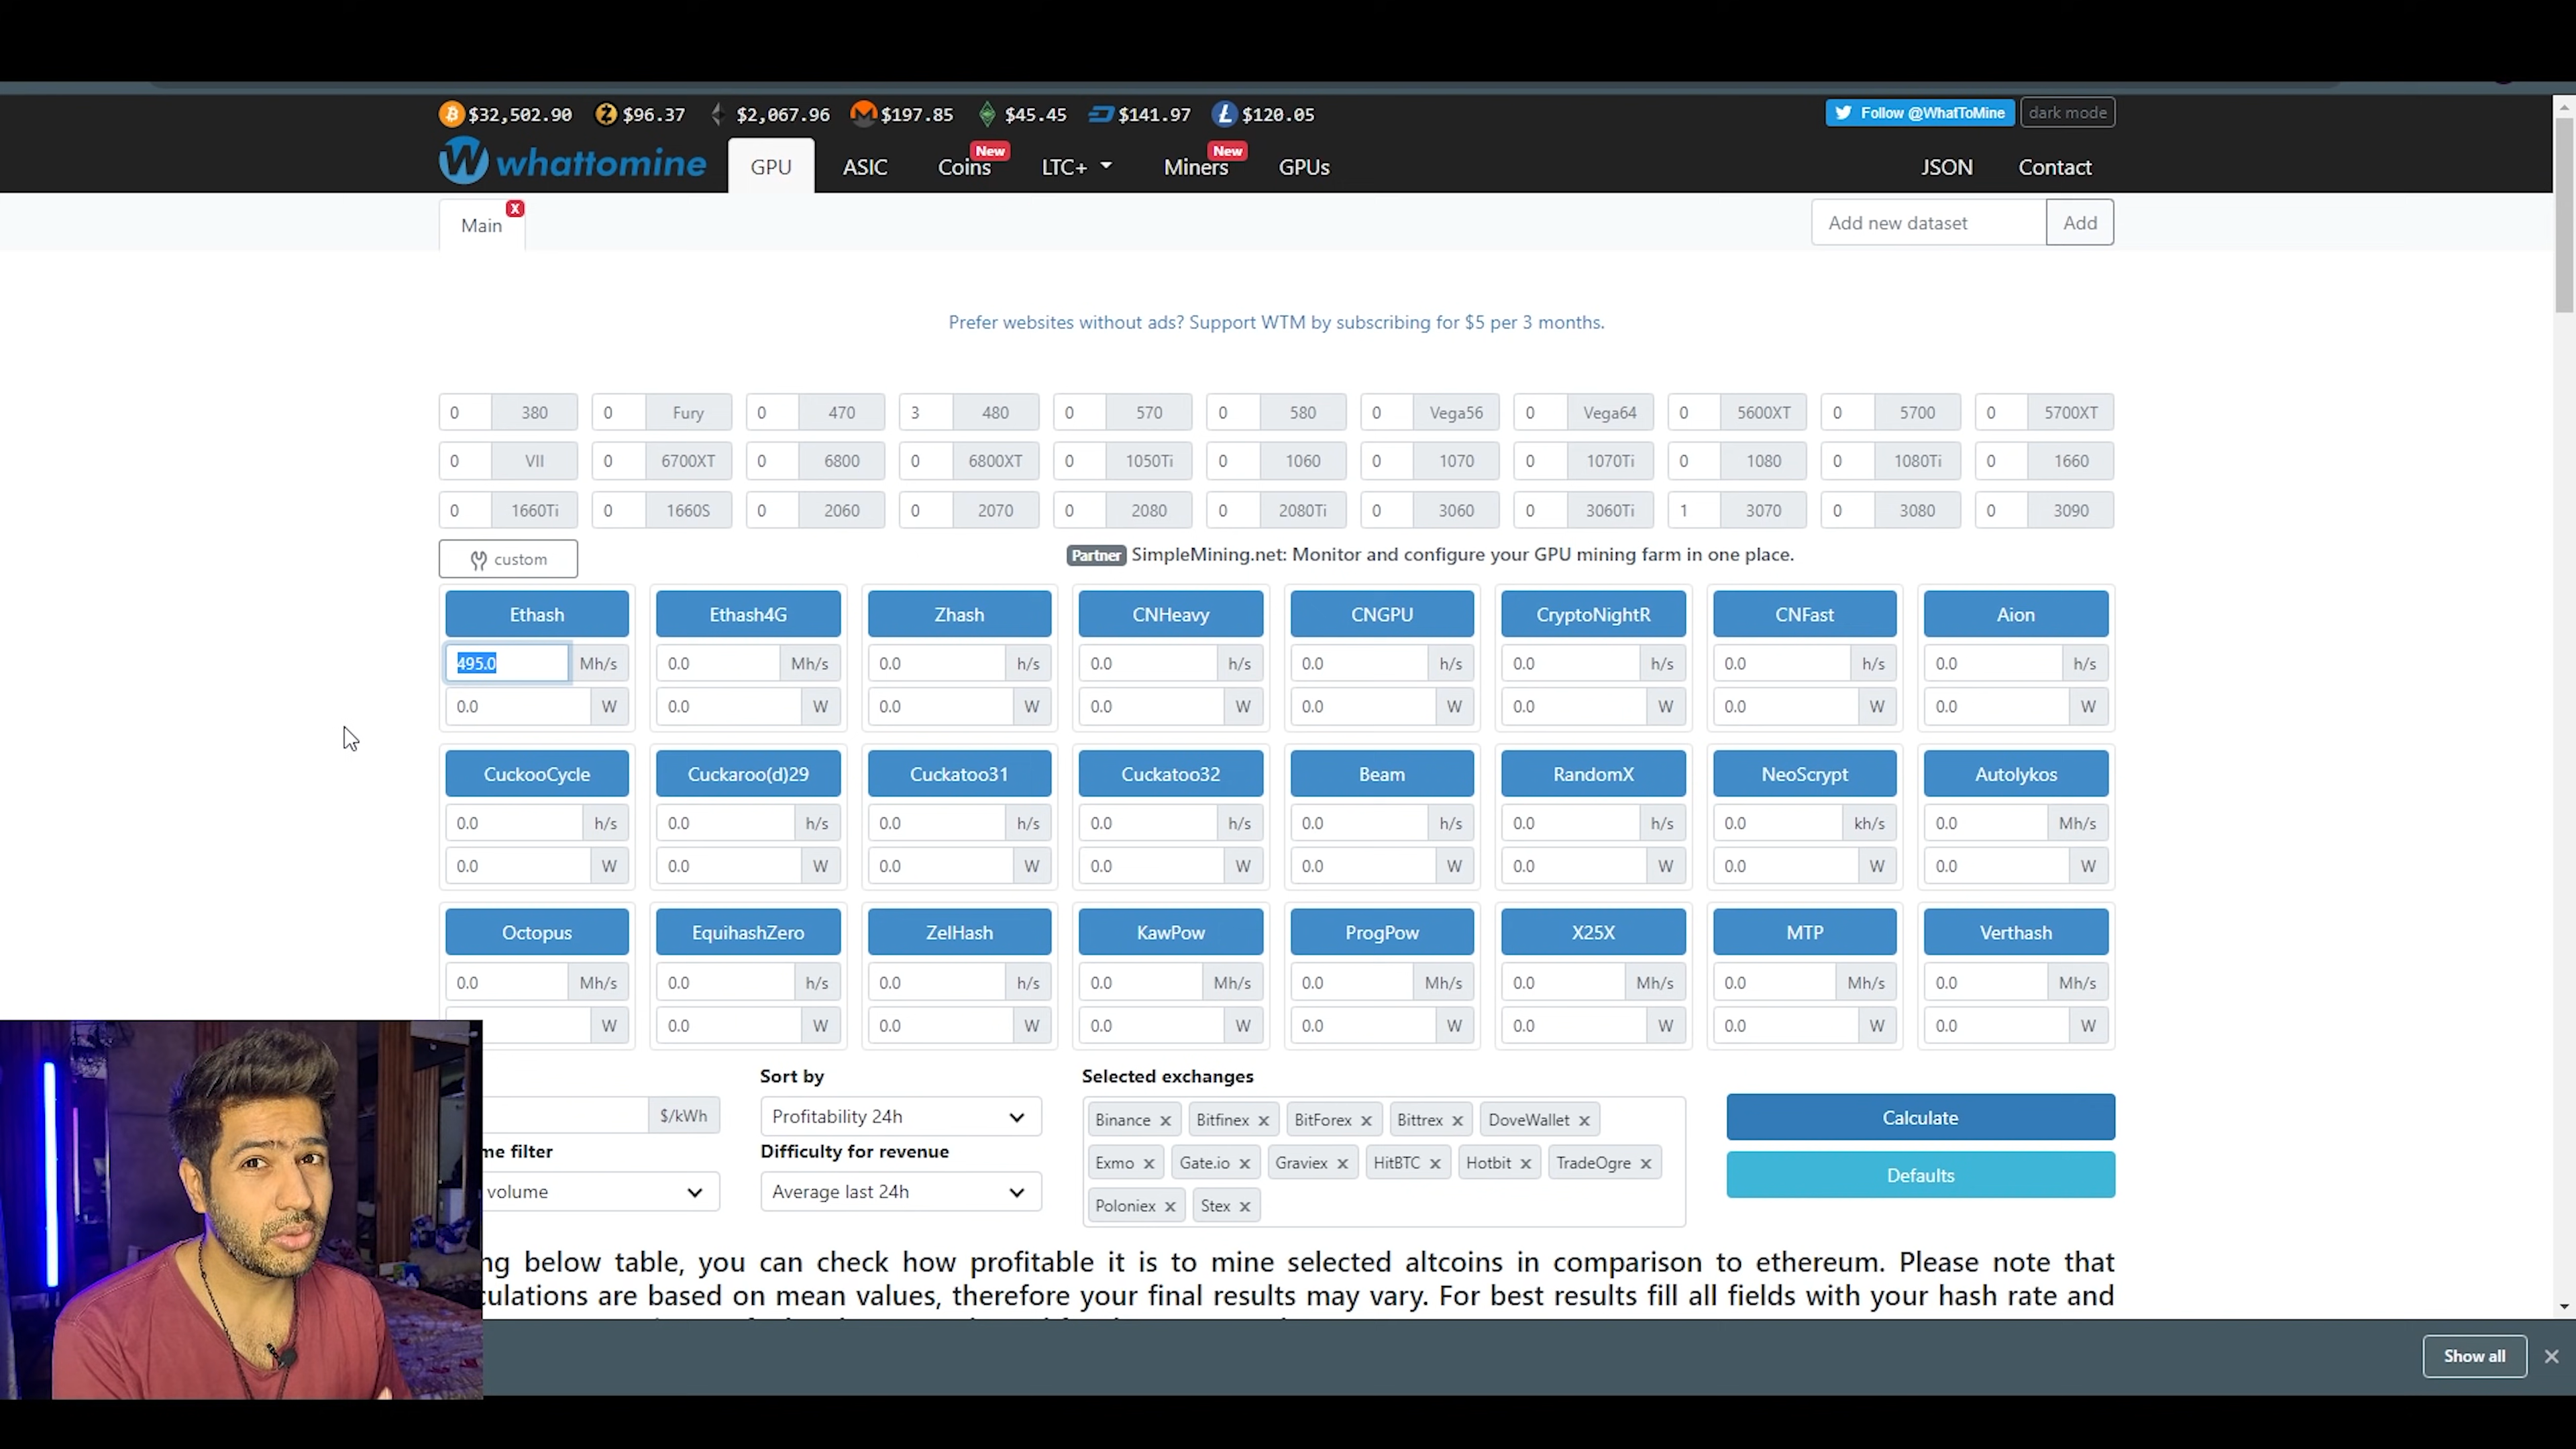 $32,502.90 $96.37 $2,067.96 $197.85 $45.45 $141.97 $120.05 Follow @WhatToMine dark mode
whattomine GPU ASIC Coins New LTC+ Miners New GPUs JSON Contact
Main X Add new dataset Add
Prefer websites without ads? Support WTM by subscribing for $5 per 3 months.
0 380 0 Fury 0 470 3 480 0 570 0 580 0 Vega56 0 Vega64 0 5600XT 0 5700 0 5700XT
0 VII 0 6700XT 0 6800 0 6800XT 0 1050Ti 0 1060 0 1070 0 1070Ti 0 1080 0 1080Ti 0 1660
0 1660Ti 0 1660S 0 2060 0 2070 0 2080 0 2080Ti 0 3060 0 3060Ti 1 3070 0 3080 0 3090
custom Partner SimpleMining.net: Monitor and configure your GPU mining farm in one place.
Ethash Ethash4G Zhash CNHeavy CNGPU CryptoNightR CNFast Aion
495.0 Mh/s 0.0 Mh/s 0.0 h/s 0.0 h/s 0.0 h/s 0.0 h/s 0.0 h/s 0.0 h/s
0.0 W 0.0 W 0.0 W 0.0 W 0.0 W 0.0 W 0.0 W 0.0 W
CuckooCycle Cuckaroo(d)29 Cuckatoo31 Cuckatoo32 Beam RandomX NeoScrypt Autolykos
0.0 h/s 0.0 h/s 0.0 h/s 0.0 h/s 0.0 h/s 0.0 h/s 0.0 kh/s 0.0 Mh/s
0.0 W 0.0 W 0.0 W 0.0 W 0.0 W 0.0 W 0.0 W 0.0 W
Octopus EquihashZero ZelHash KawPow ProgPow X25X MTP Verthash
0.0 Mh/s 0.0 h/s 0.0 h/s 0.0 Mh/s 0.0 Mh/s 0.0 Mh/s 0.0 Mh/s 0.0 Mh/s
W 0.0 W 0.0 W 0.0 W 0.0 W 0.0 W 0.0 W 0.0 W
Sort by Selected exchanges
$/kWh Profitability 24h Binance x Bitfinex x BitForex x Bittrex x DoveWallet x Calculate
me filter Difficulty for revenue Exmo x Gate.io x Graviex x HitBTC x Hotbit x TradeOgre x Defaults
volume Average last 24h Poloniex x Stex x
ng below table, you can check how profitable it is to mine selected altcoins in comparison to ethereum. Please note that
culations are based on mean values, therefore your final results may vary. For best results fill all fields with your hash rate and
Show all